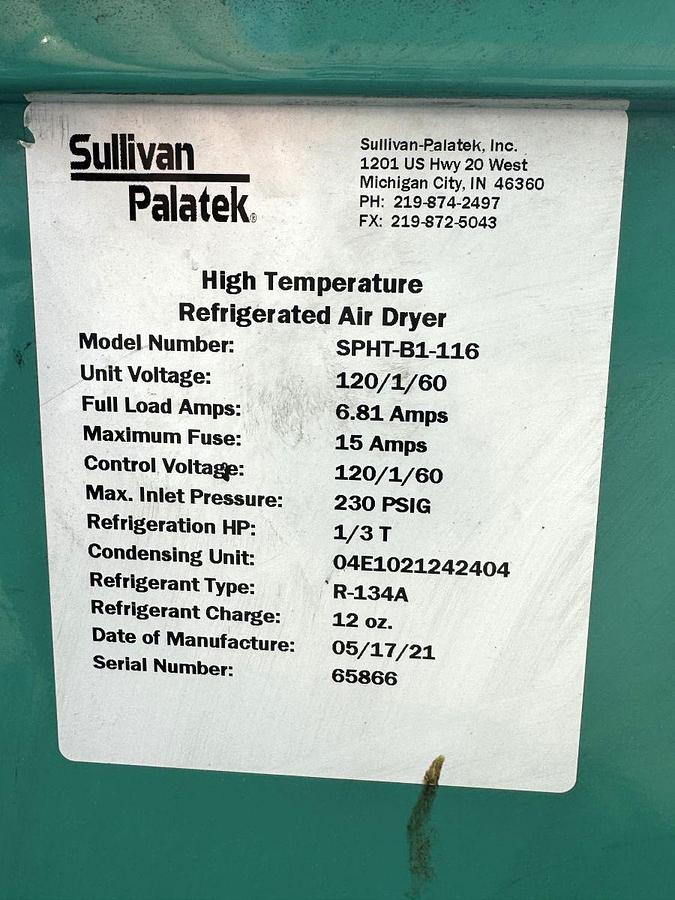 Sullivan
Palatek®
Sullivan-Palatek, Inc.
1201 US Hwy 20 West
Michigan City, IN 46360
PH: 219-874-2497
FX: 219-872-5043
High Temperature
Refrigerated Air Dryer
Model Number: SPHT-B1-116
Unit Voltage: 120/1/60
Full Load Amps: 6.81 Amps
Maximum Fuse: 15 Amps
Control Voltage: 120/1/60
Max. Inlet Pressure: 230 PSIG
Refrigeration HP: 1/3 T
Condensing Unit: 04E1021242404
Refrigerant Type: R-134A
Refrigerant Charge: 12 oz.
Date of Manufacture: 05/17/21
Serial Number: 65866